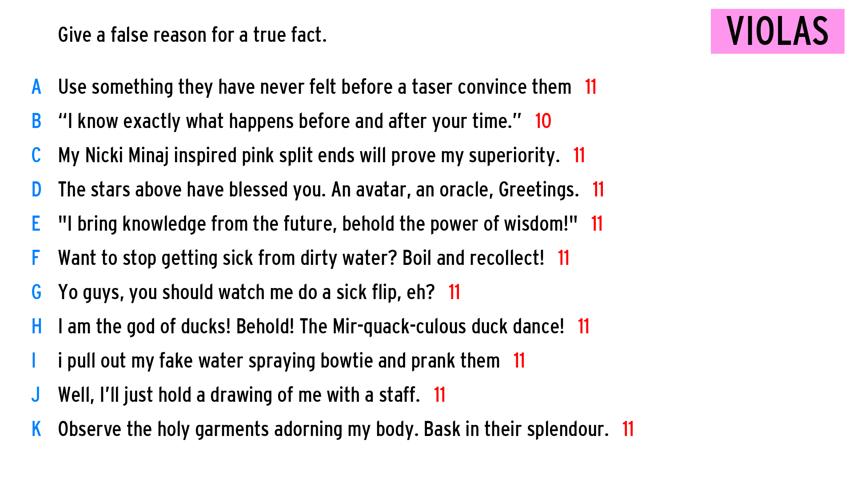 Give a false reason for a true fact.
VIOLAS
A Use something they have never felt before a taser convince them 11
B “I know exactly what happens before and after your time.” 10
C My Nicki Minaj inspired pink split ends will prove my superiority. 11
D The stars above have blessed you. An avatar, an oracle, Greetings. 11
E "I bring knowledge from the future, behold the power of wisdom!" 11
F Want to stop getting sick from dirty water? Boil and recollect! 11
G Yo guys, you should watch me do a sick flip, eh? 11
H I am the god of ducks! Behold! The Mir-quack-culous duck dance! 11
I i pull out my fake water spraying bowtie and prank them 11
J Well, I’ll just hold a drawing of me with a staff. 11
K Observe the holy garments adorning my body. Bask in their splendour. 11